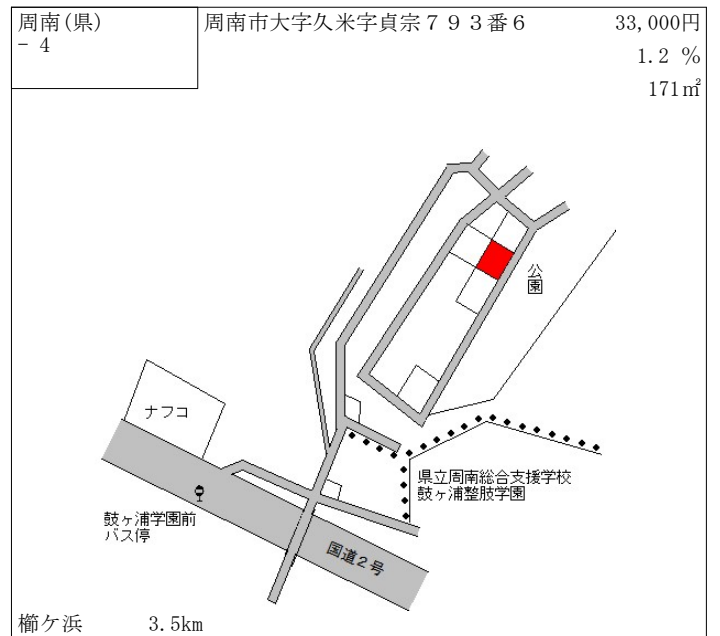 周南(県)
- 4
周南市大字久米字貞宗７９３番６
33,000円
1.2 %
171㎡
公園
ナフコ
県立周南総合支援学校
鼓ヶ浦整肢学園
鼓ヶ浦学園前
バス停
国道２号
櫛ケ浜 3.5km